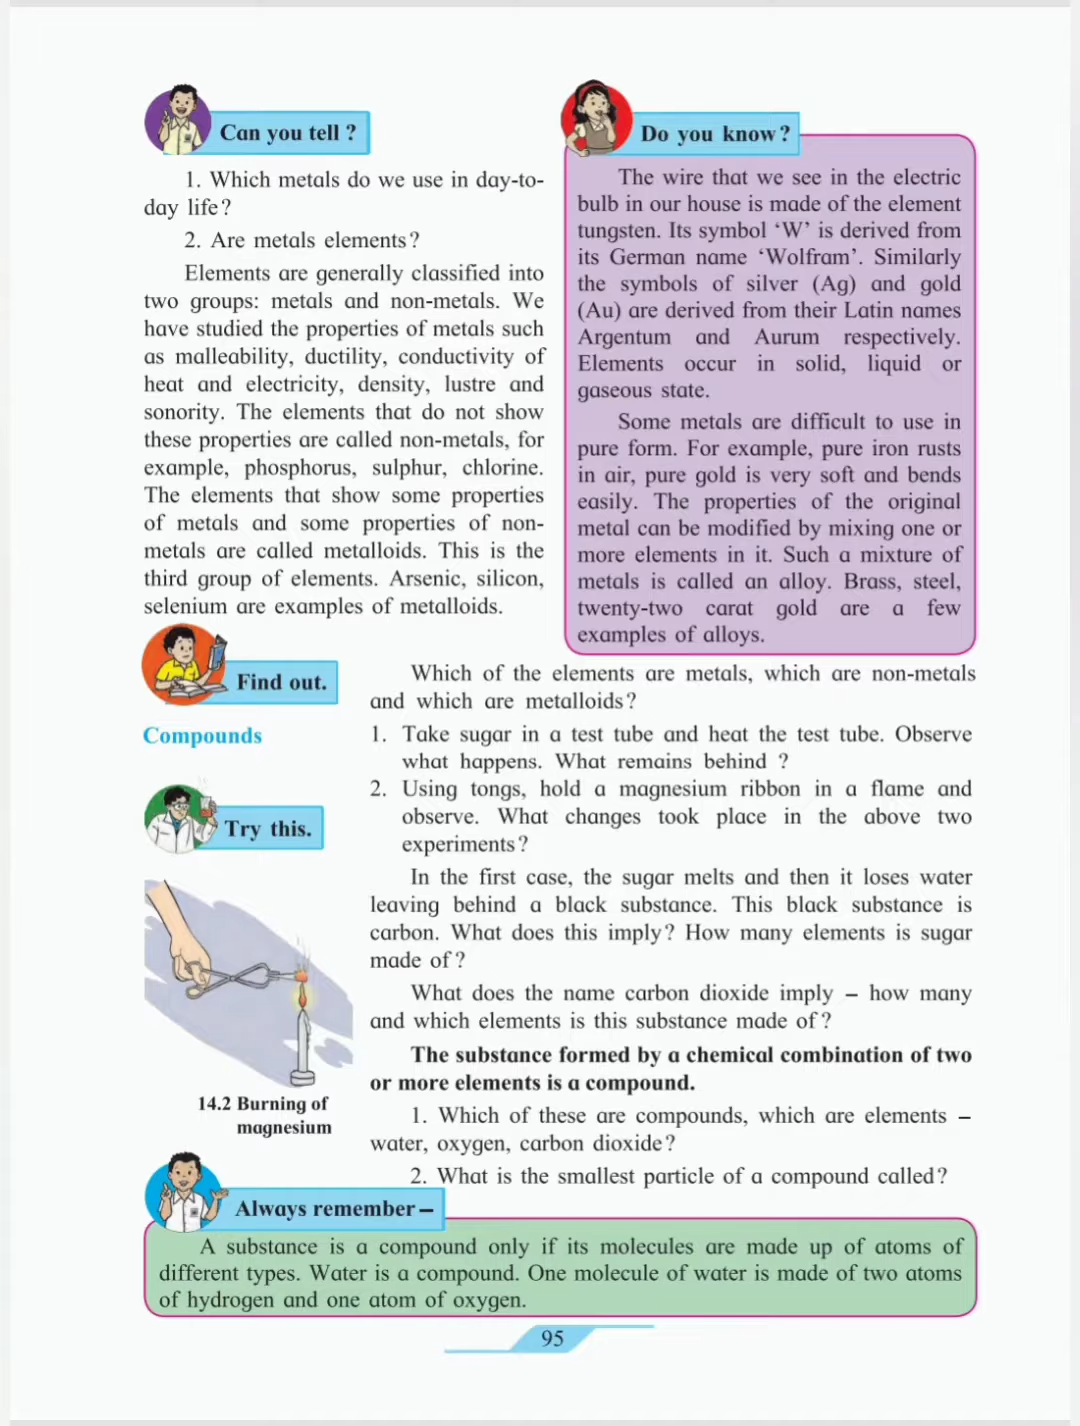 Can you tell ?
1. Which metals do we use in day-to-
day life?
2. Are metals elements?
Elements are generally classified into
two groups: metals and non-metals. We
have studied the properties of metals such
as malleability, ductility, conductivity of
heat and electricity, density, lustre and
sonority. The elements that do not show
these properties are called non-metals, for
example, phosphorus, sulphur, chlorine.
The elements that show some properties
of metals and some properties of non-
metals are called metalloids. This is the
third group of elements. Arsenic, silicon,
selenium are examples of metalloids.
Do you know?
The wire that we see in the electric
bulb in our house is made of the element
tungsten. Its symbol ‘W’ is derived from
its German name ‘Wolfram’. Similarly
the symbols of silver (Ag) and gold
(Au) are derived from their Latin names
Argentum and Aurum respectively.
Elements occur in solid, liquid or
gaseous state.
Some metals are difficult to use in
pure form. For example, pure iron rusts
in air, pure gold is very soft and bends
easily. The properties of the original
metal can be modified by mixing one or
more elements in it. Such a mixture of
metals is called an alloy. Brass, steel,
twenty-two carat gold are a few
examples of alloys.
Find out.
Which of the elements are metals, which are non-metals
and which are metalloids?
Compounds
Try this.
1. Take sugar in a test tube and heat the test tube. Observe
what happens. What remains behind ?
2. Using tongs, hold a magnesium ribbon in a flame and
observe. What changes took place in the above two
experiments?
In the first case, the sugar melts and then it loses water
leaving behind a black substance. This black substance is
carbon. What does this imply? How many elements is sugar
made of?
What does the name carbon dioxide imply – how many
and which elements is this substance made of?
The substance formed by a chemical combination of two
or more elements is a compound.
14.2 Burning of
magnesium
1. Which of these are compounds, which are elements –
water, oxygen, carbon dioxide?
2. What is the smallest particle of a compound called?
Always remember –
A substance is a compound only if its molecules are made up of atoms of
different types. Water is a compound. One molecule of water is made of two atoms
of hydrogen and one atom of oxygen.
95